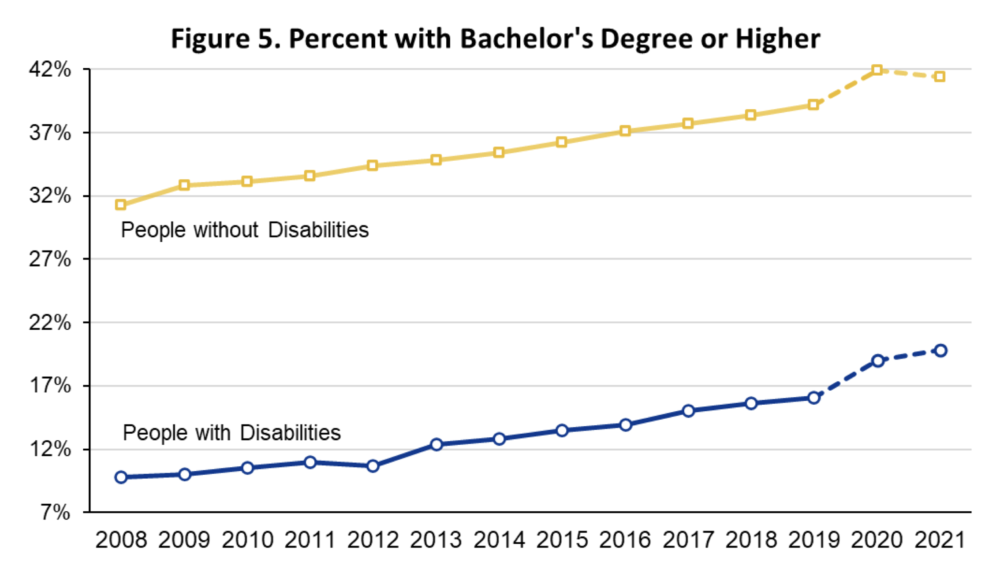 Figure 5. Percent with Bachelor's Degree or Higher
42%
37%
32%
People without Disabilities
27%
22%
17%
People with Disabilities
12%
7%
2008 2009 2010 2011 2012 2013 2014 2015 2016 2017 2018 2019 2020 2021